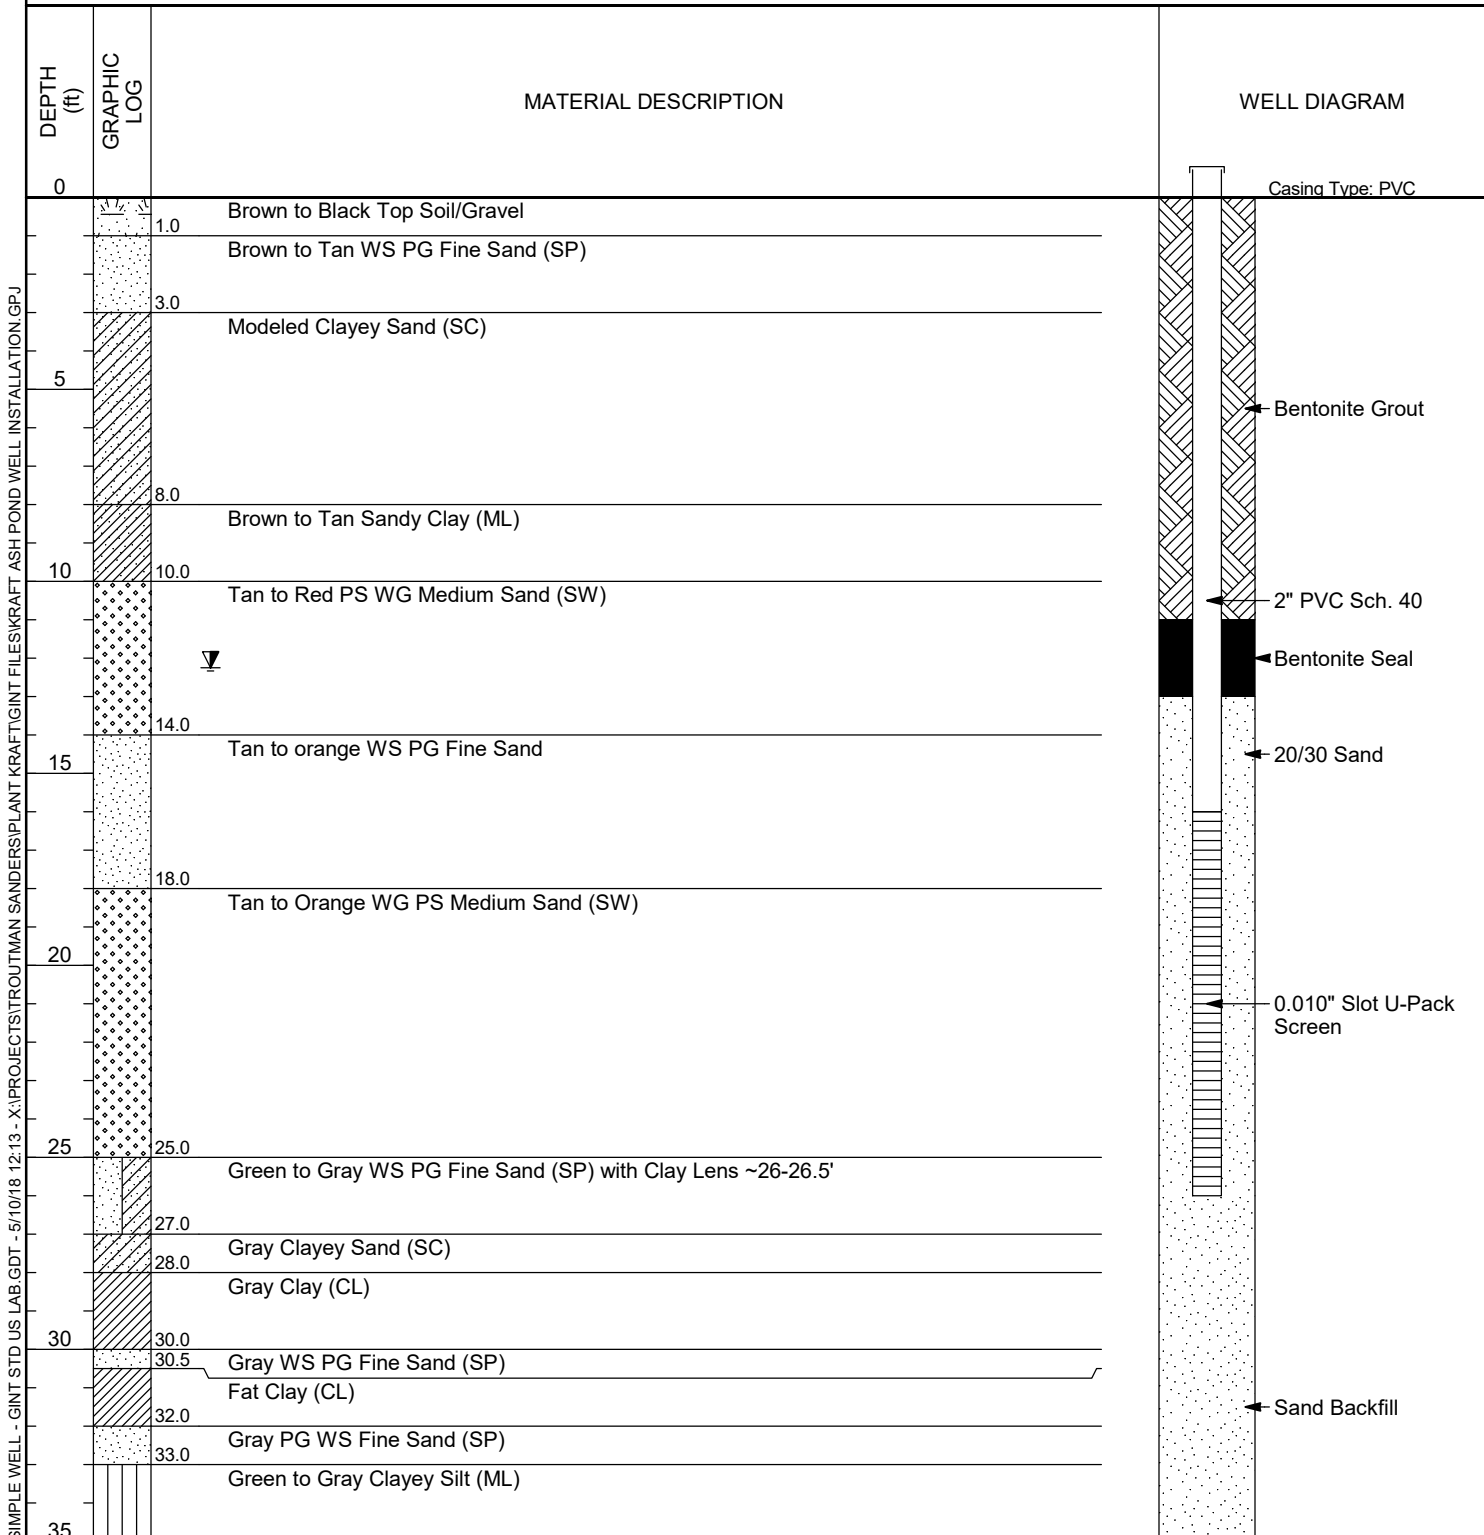 DEPTH
(ft)
GRAPHIC
LOG
MATERIAL DESCRIPTION
WELL DIAGRAM
0
Casing Type: PVC
Brown to Black Top Soil/Gravel
1.0
Brown to Tan WS PG Fine Sand (SP)
3.0
Modeled Clayey Sand (SC)
5
Bentonite Grout
8.0
Brown to Tan Sandy Clay (ML)
10
10.0
Tan to Red PS WG Medium Sand (SW)
2" PVC Sch. 40
Bentonite Seal
14.0
Tan to orange WS PG Fine Sand
15
20/30 Sand
18.0
Tan to Orange WG PS Medium Sand (SW)
20
0.010" Slot U-Pack
Screen
25
25.0
Green to Gray WS PG Fine Sand (SP) with Clay Lens ~26-26.5'
27.0
Gray Clayey Sand (SC)
28.0
Gray Clay (CL)
30
30.0
30.5
Gray WS PG Fine Sand (SP)
Fat Clay (CL)
32.0
Sand Backfill
Gray PG WS Fine Sand (SP)
33.0
Green to Gray Clayey Silt (ML)
35
SIMPLE WELL - GINT STD US LAB.GDT - 5/10/18 12:13 - X:\PROJECTS\TROUTMAN SANDERS\PLANT KRAFT\GINT FILES\KRAFT ASH POND WELL INSTALLATION.GPJ